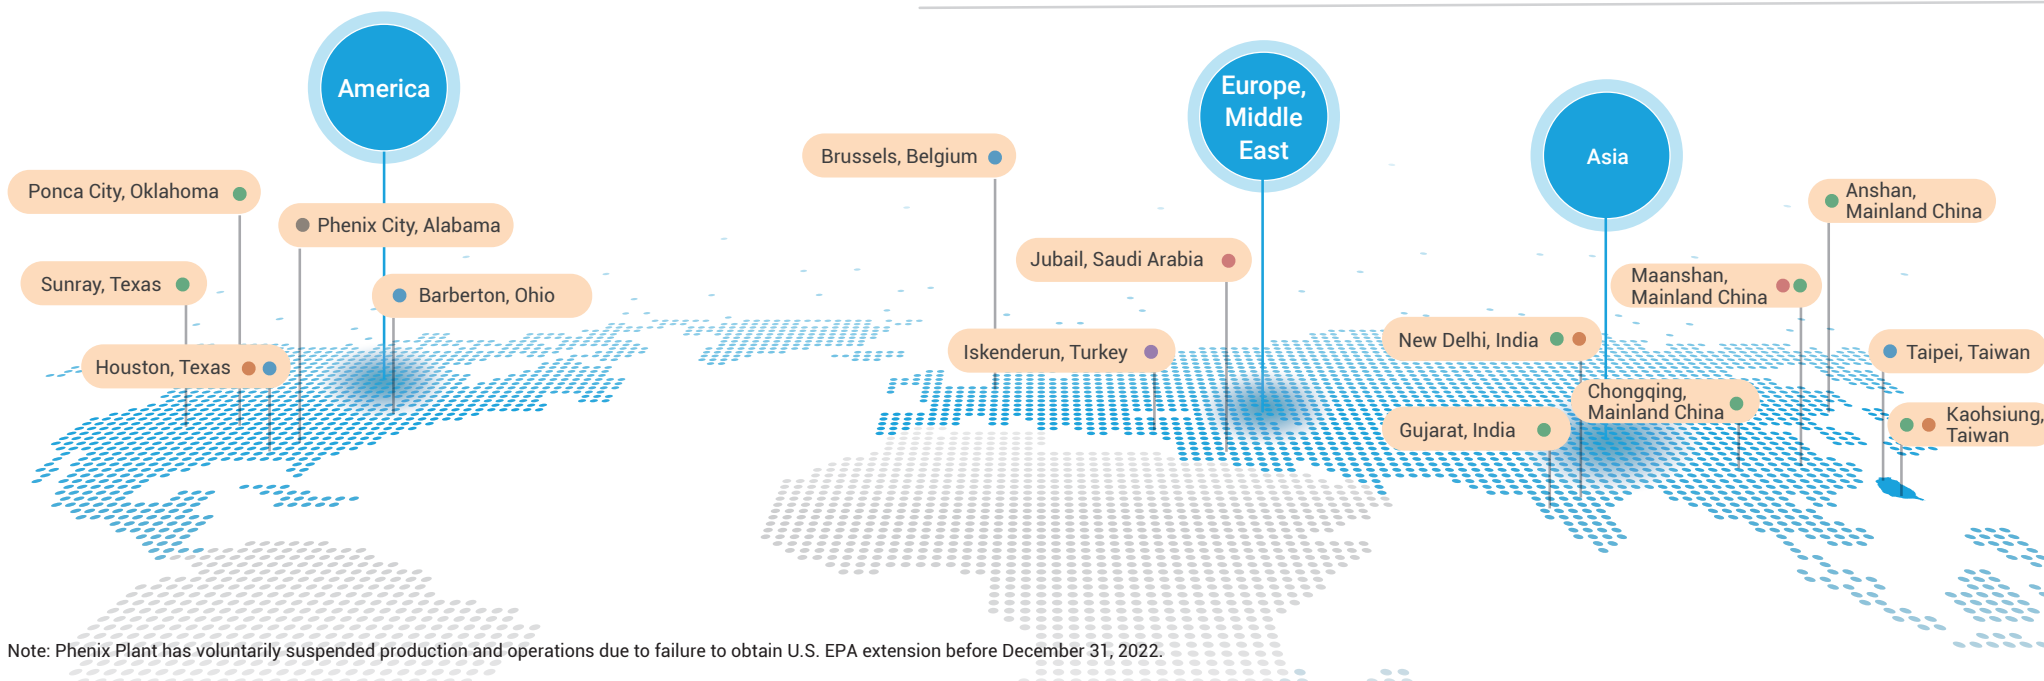 America
Europe,
Middle
East
Asia
Ponca City, Oklahoma
Phenix City, Alabama
Sunray, Texas
Barberton, Ohio
Houston, Texas
Brussels, Belgium
Jubail, Saudi Arabia
Iskenderun, Turkey
Anshan,
Mainland China
Maanshan,
Mainland China
New Delhi, India
Taipei, Taiwan
Chongqing,
Mainland China
Gujarat, India
Kaohsiung,
Taiwan
Note: Phenix Plant has voluntarily suspended production and operations due to failure to obtain U.S. EPA extension before December 31, 2022.